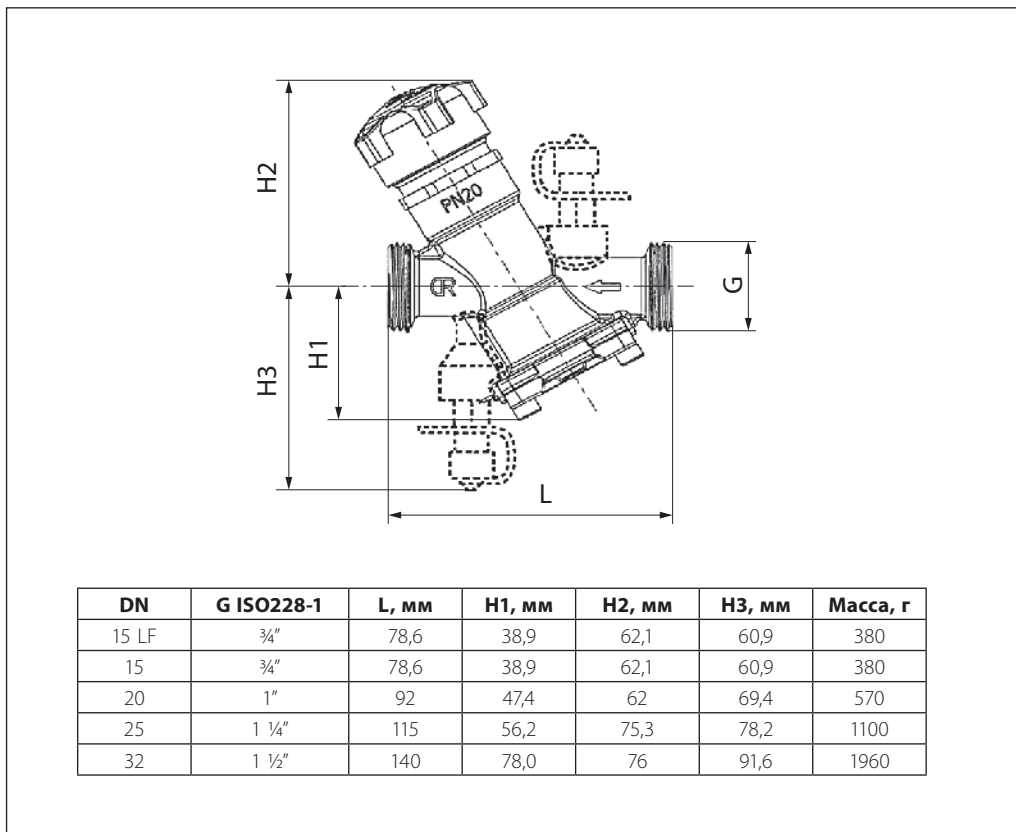 H2
PN20
G
H1
H3
L
DN G ISO228-1 L, мм H1, мм H2, мм H3, мм Масса, г
15 LF ¾″ 78,6 38,9 62,1 60,9 380
15 ¾″ 78,6 38,9 62,1 60,9 380
20 1″ 92 47,4 62 69,4 570
25 1 ¼″ 115 56,2 75,3 78,2 1100
32 1 ½″ 140 78,0 76 91,6 1960